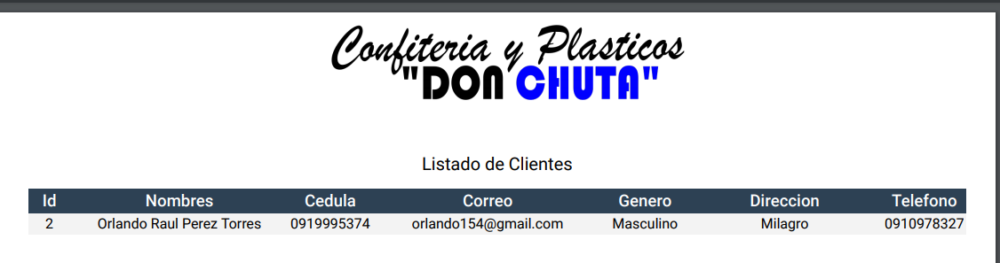 Confiteria y Plasticos
"DON CHUTA"
Listado de Clientes
Id Nombres Cedula Correo Genero Direccion Telefono
2 Orlando Raul Perez Torres 0919995374 orlando154@gmail.com Masculino Milagro 0910978327